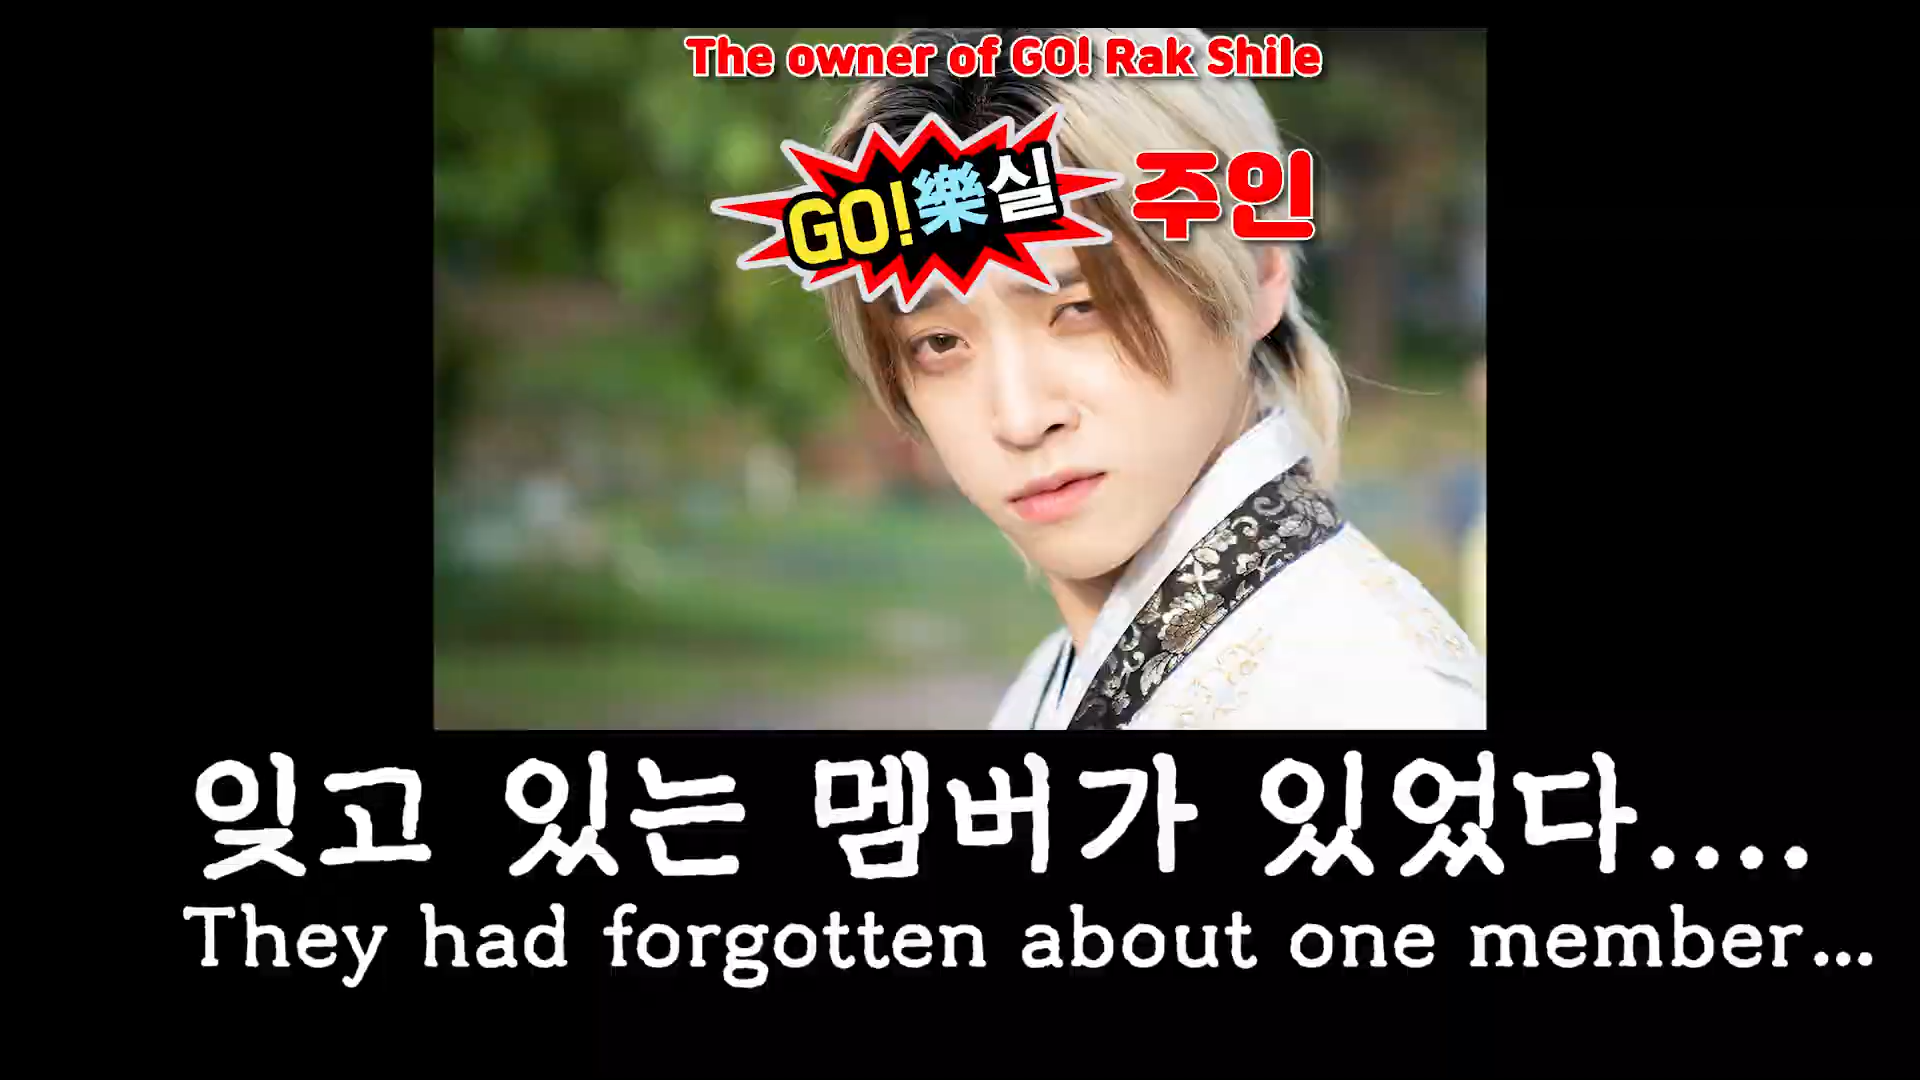 The owner of GO! Rak Shile
GO!樂실 주인
잊고 있는 멤버가 있었다....
They had forgotten about one member...